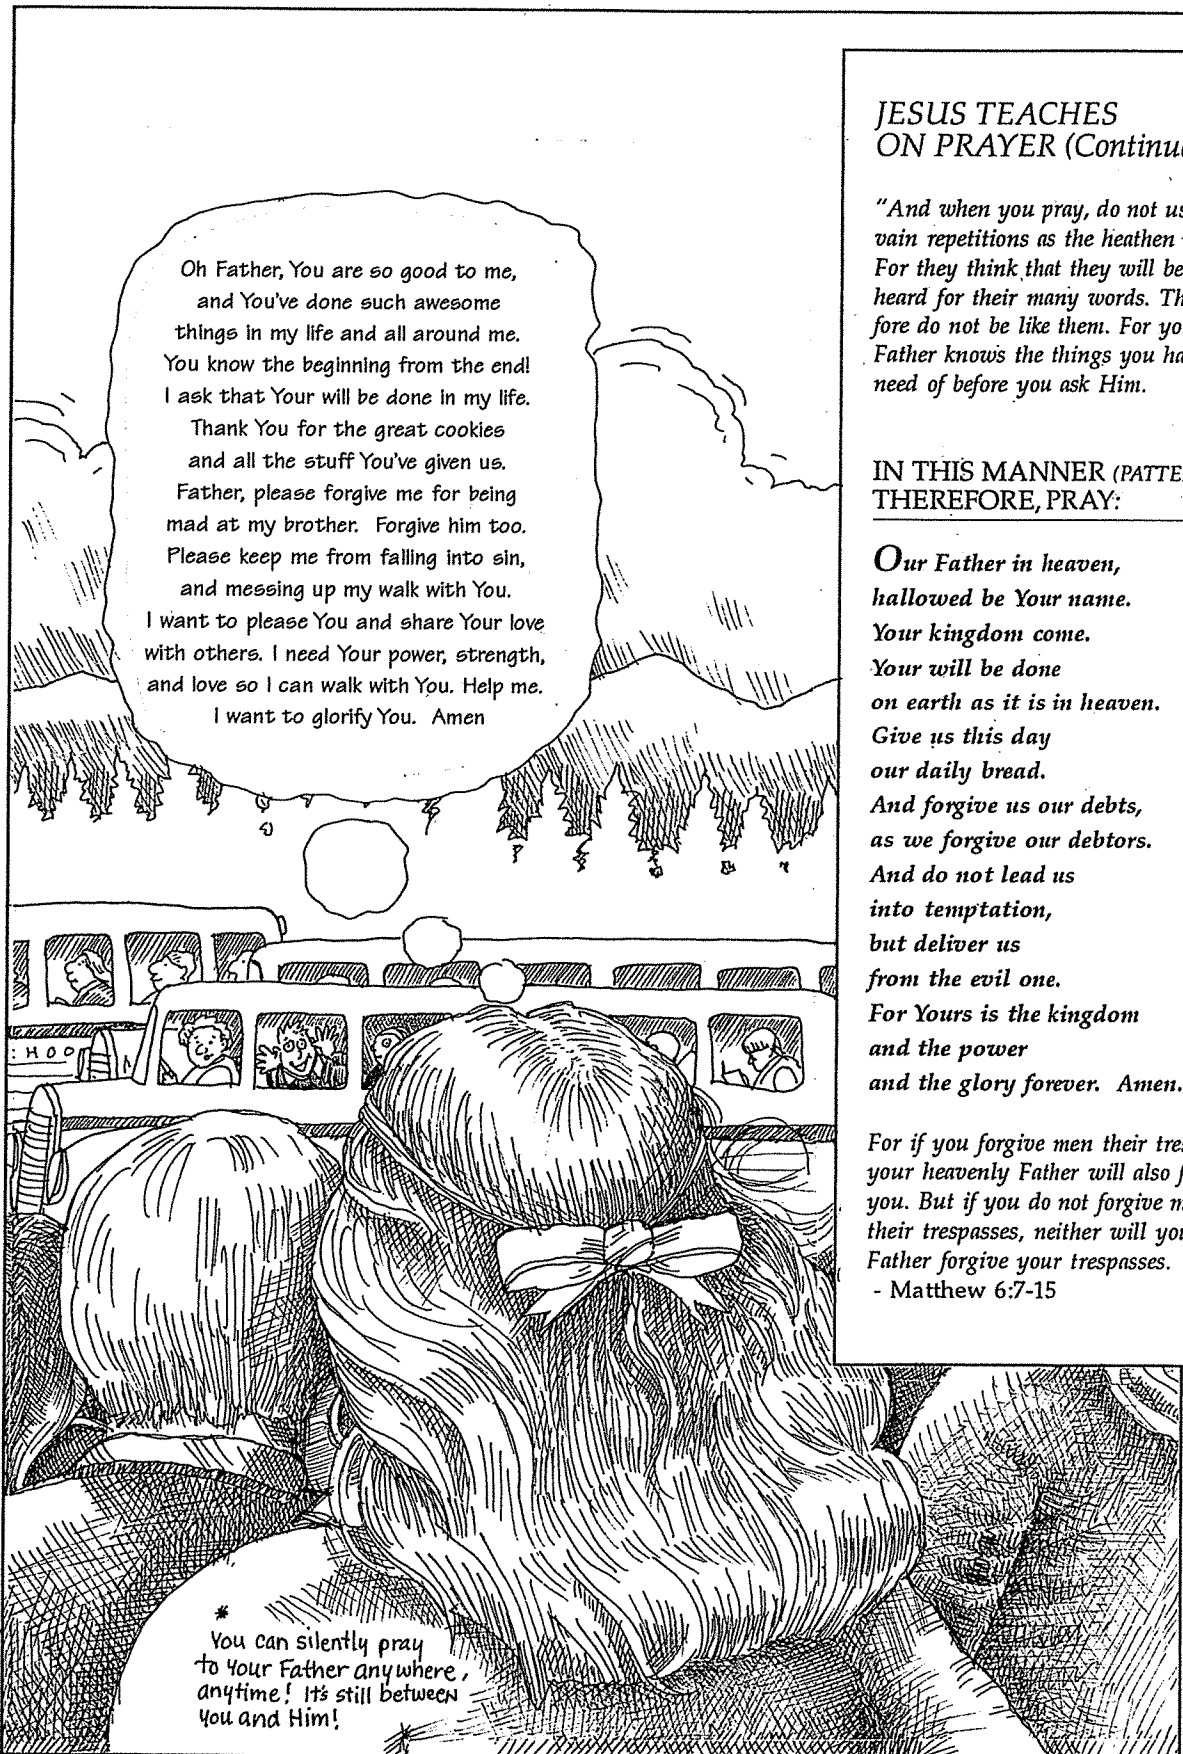 Oh Father, You are so good to me,
and You've done such awesome
things in my life and all around me.
You know the beginning from the end!
I ask that Your will be done in my life.
Thank You for the great cookies
and all the stuff You've given us.
Father, please forgive me for being
mad at my brother. Forgive him too.
Please keep me from falling into sin,
and messing up my walk with You.
I want to please You and share Your love
with others. I need Your power, strength,
and love so I can walk with You. Help me.
I want to glorify You. Amen
JESUS TEACHES
ON PRAYER (Continu
"And when you pray, do not us
vain repetitions as the heathen
For they think that they will be
heard for their many words. Th
fore do not be like them. For yo
Father knows the things you ha
need of before you ask Him.
IN THIS MANNER (PATTE
THEREFORE, PRAY:
Our Father in heaven,
hallowed be Your name.
Your kingdom come.
Your will be done
on earth as it is in heaven.
Give us this day
our daily bread.
And forgive us our debts,
as we forgive our debtors.
And do not lead us
into temptation,
but deliver us
from the evil one.
For Yours is the kingdom
and the power
and the glory forever. Amen.
For if you forgive men their tres
your heavenly Father will also f
you. But if you do not forgive m
their trespasses, neither will you
Father forgive your trespasses.
- Matthew 6:7-15
HOO
* You can silently pray
to Your Father anywhere,
anytime! It's still between
You and Him!